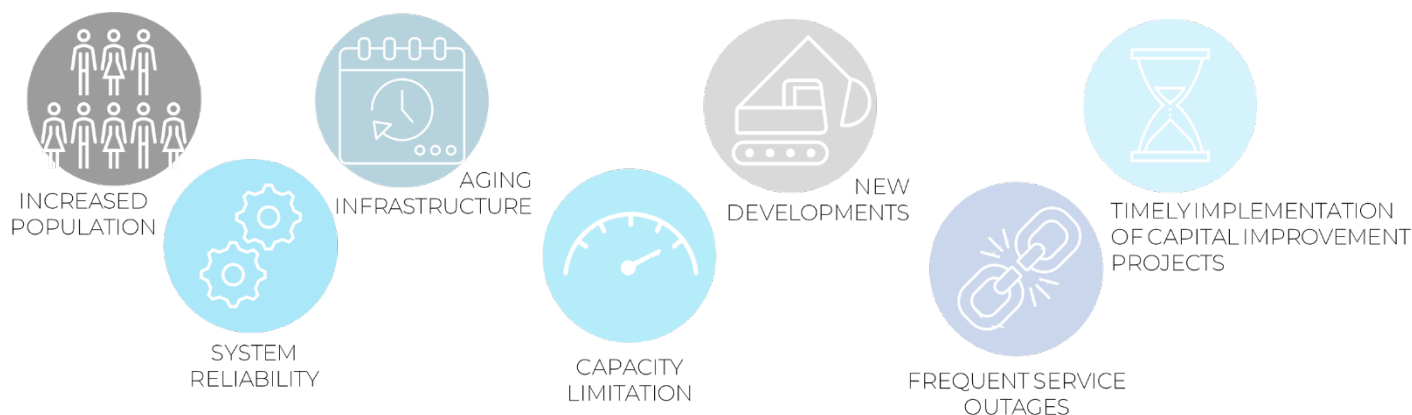 INCREASED
POPULATION
SYSTEM
RELIABILITY
AGING
INFRASTRUCTURE
CAPACITY
LIMITATION
NEW
DEVELOPMENTS
FREQUENT SERVICE
OUTAGES
TIMELY IMPLEMENTATION
OF CAPITAL IMPROVEMENT
PROJECTS